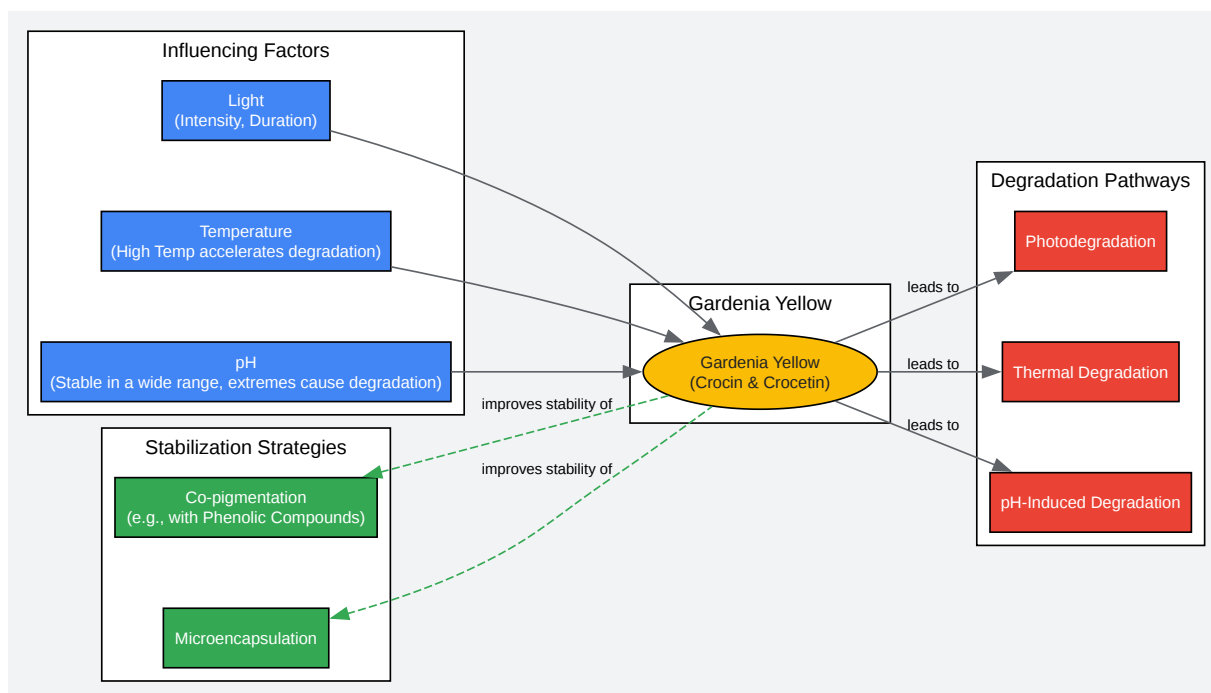 Influencing Factors
Light
(Intensity, Duration)
Temperature
(High Temp accelerates degradation)
pH
(Stable in a wide range, extremes cause degradation)
Stabilization Strategies
Co-pigmentation
(e.g., with Phenolic Compounds)
Microencapsulation
improves stability of
improves stability of
Gardenia Yellow
Gardenia Yellow
(Crocin & Crocetin)
leads to
leads to
leads to
Degradation Pathways
Photodegradation
Thermal Degradation
pH-Induced Degradation